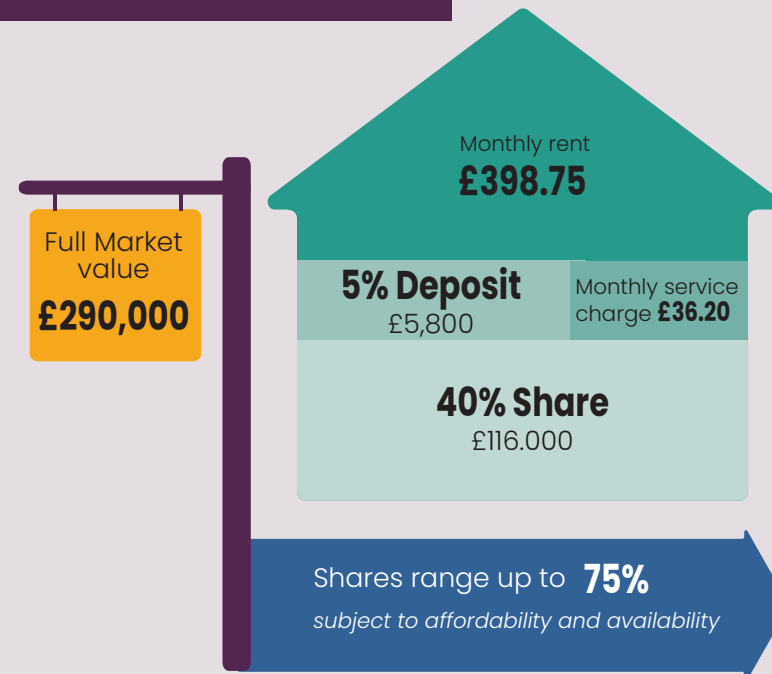 Monthly rent
£398.75
Full Market
value
£290,000
5% Deposit
£5,800
Monthly service
charge £36.20
40% Share
£116.000
Shares range up to 75%
subject to affordability and availability